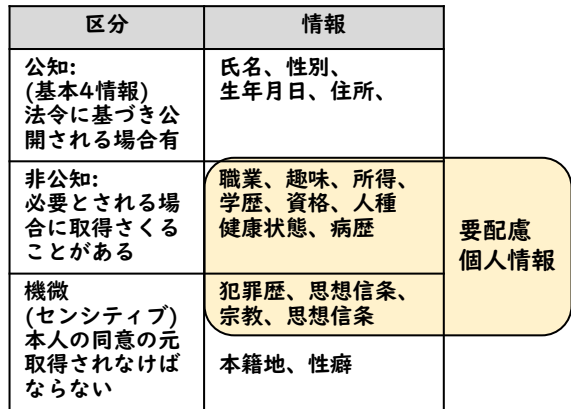 区分
情報
公知:
(基本4情報)
法令に基づき公
開される場合有
氏名、性別、
生年月日、住所、
非公知:
必要とされる場
合に取得さくる
ことがある
職業、趣味、所得、
学歴、資格、人種
健康状態、病歴
要配慮
個人情報
機微
(センシティブ)
本人の同意の元
取得されなけば
ならない
犯罪歴、思想信条、
宗教、思想信条
本籍地、性癖